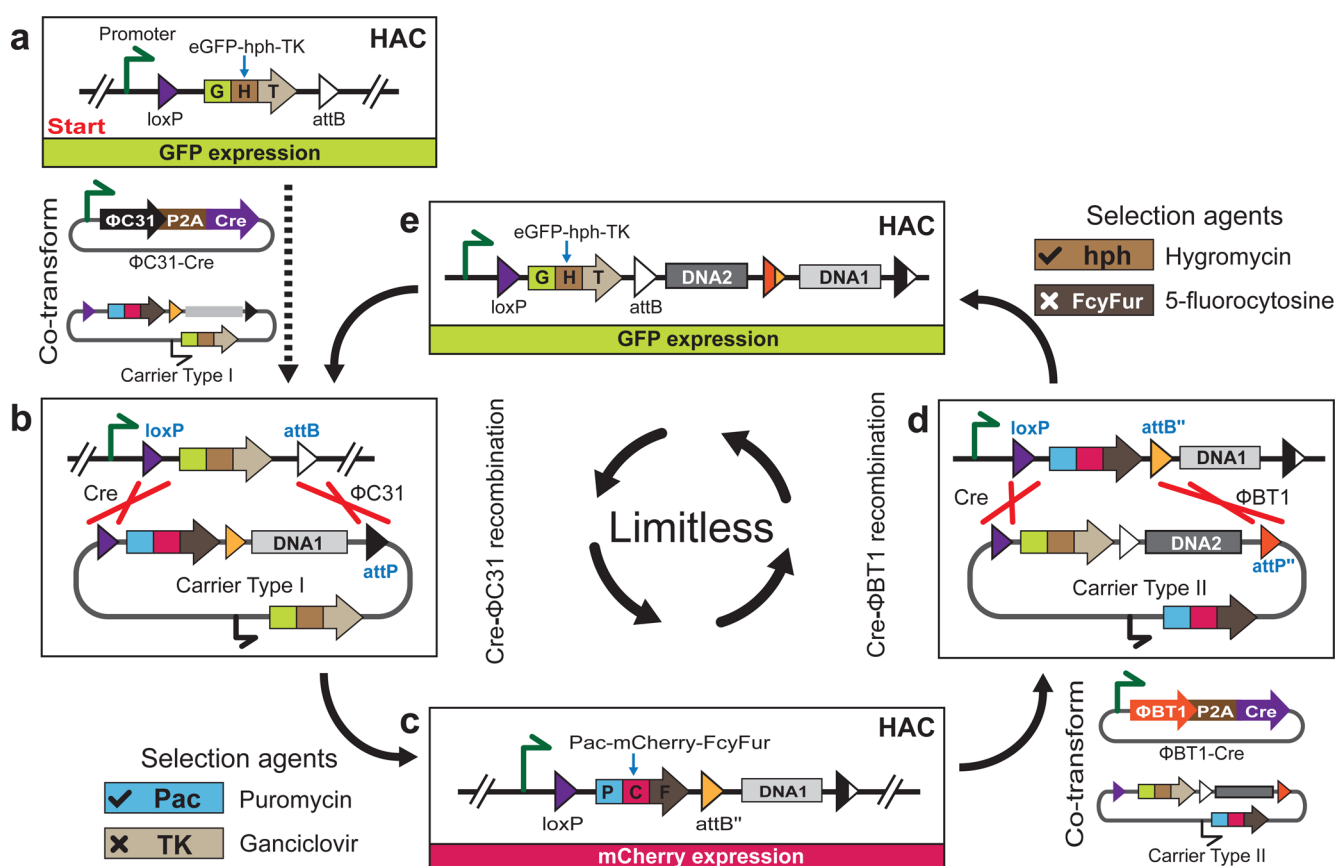 a
Promoter
eGFP-hph-TK
HAC
G H T
loxP
attB
Start
GFP expression
Co-transform
ΦC31 P2A Cre
ΦC31-Cre
Carrier Type I
e
eGFP-hph-TK
HAC
G H T
DNA2
DNA1
loxP
attB
GFP expression
Selection agents
hph Hygromycin
FcyFur 5-fluorocytosine
b
loxP
attB
Cre
ΦC31
DNA1
attP
Carrier Type I
Cre-ΦC31 recombination
Limitless
Cre-ΦBT1 recombination
d
loxP
attB"
DNA1
Cre
ΦBT1
DNA2
attP"
Carrier Type II
Selection agents
Pac Puromycin
TK Ganciclovir
c
HAC
Pac-mCherry-FcyFur
P C F
DNA1
loxP
attB"
mCherry expression
Co-transform
ΦBT1 P2A Cre
ΦBT1-Cre
Carrier Type II